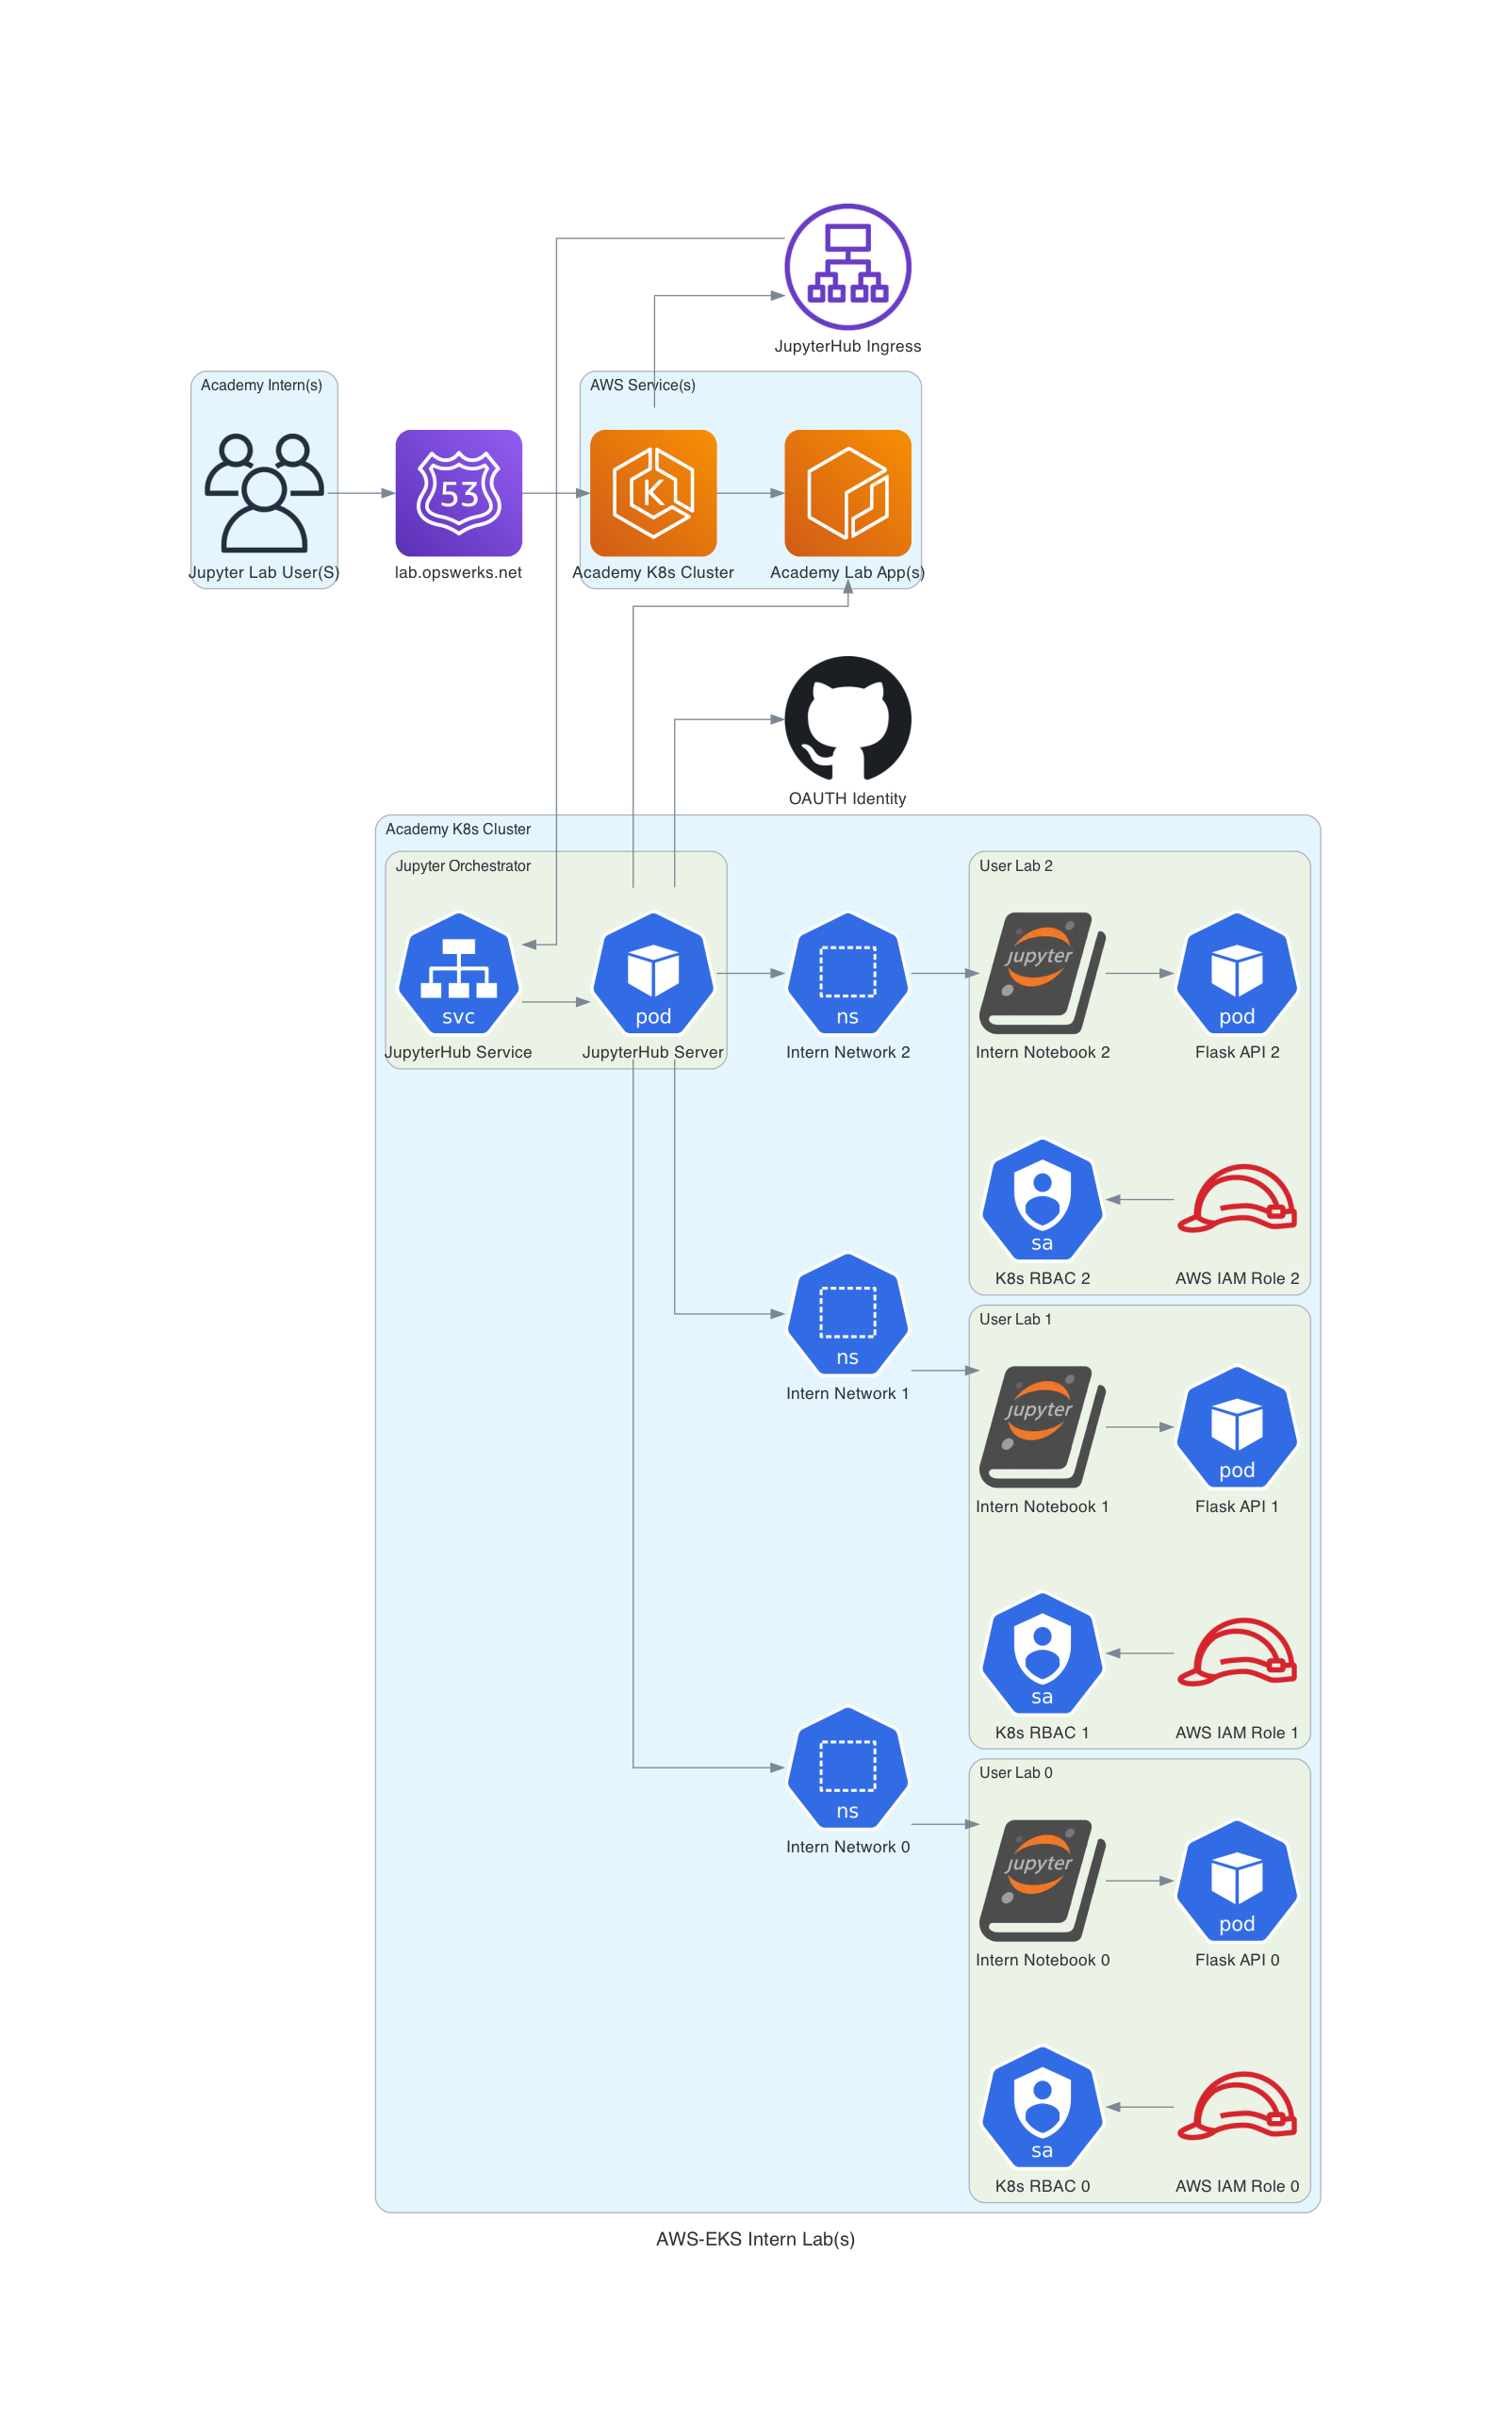 JupyterHub Ingress
Academy Intern(s)
AWS Service(s)
53
K
Jupyter Lab User(S)
lab.opswerks.net
Academy K8s Cluster
Academy Lab App(s)
OAUTH Identity
Academy K8s Cluster
Jupyter Orchestrator
User Lab 2
jupyter
svc
pod
ns
pod
JupyterHub Service
JupyterHub Server
Intern Network 2
Intern Notebook 2
Flask API 2
sa
K8s RBAC 2
AWS IAM Role 2
User Lab 1
ns
Intern Network 1
jupyter
pod
Intern Notebook 1
Flask API 1
sa
K8s RBAC 1
AWS IAM Role 1
User Lab 0
ns
Intern Network 0
jupyter
pod
Intern Notebook 0
Flask API 0
sa
K8s RBAC 0
AWS IAM Role 0
AWS-EKS Intern Lab(s)